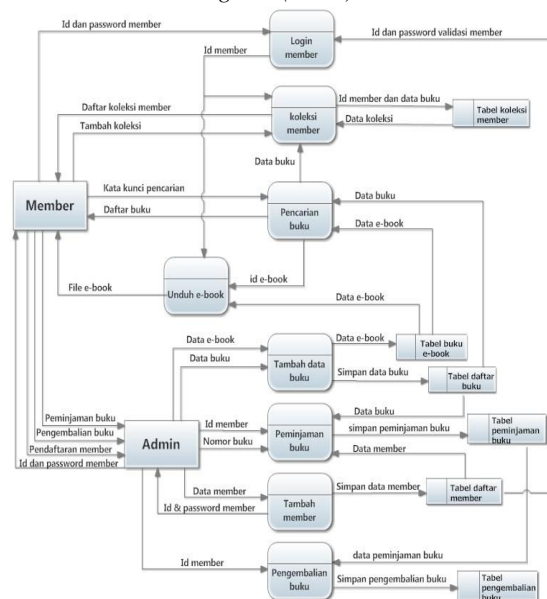 Id dan password member
Login
member
Id dan password validasi member
Id member
Daftar koleksi member
Tambah koleksi
koleksi
member
Id member dan data buku
Data koleksi
Tabel koleksi
member
Data buku
Member
Kata kunci pencarian
Daftar buku
Pencarian
buku
Data buku
Data e-book
File e-book
Unduh e-book
id e-book
Data e-book
Data e-book
Data buku
Tambah data
buku
Data e-book
Simpan data buku
Tabel buku
e-book
Tabel daftar
buku
Peminjaman buku
Pengembalian buku
Pendaftaran member
Id dan password member
Admin
Id member
Nomor buku
Peminjaman
buku
Data buku
simpan peminjaman buku
Data member
Tabel
peminjaman
buku
Data member
Id & password member
Tambah
member
Simpan data member
Tabel daftar
member
Id member
Pengembalian
buku
data peminjaman buku
Simpan pengembalian buku
Tabel
pengembalian
buku